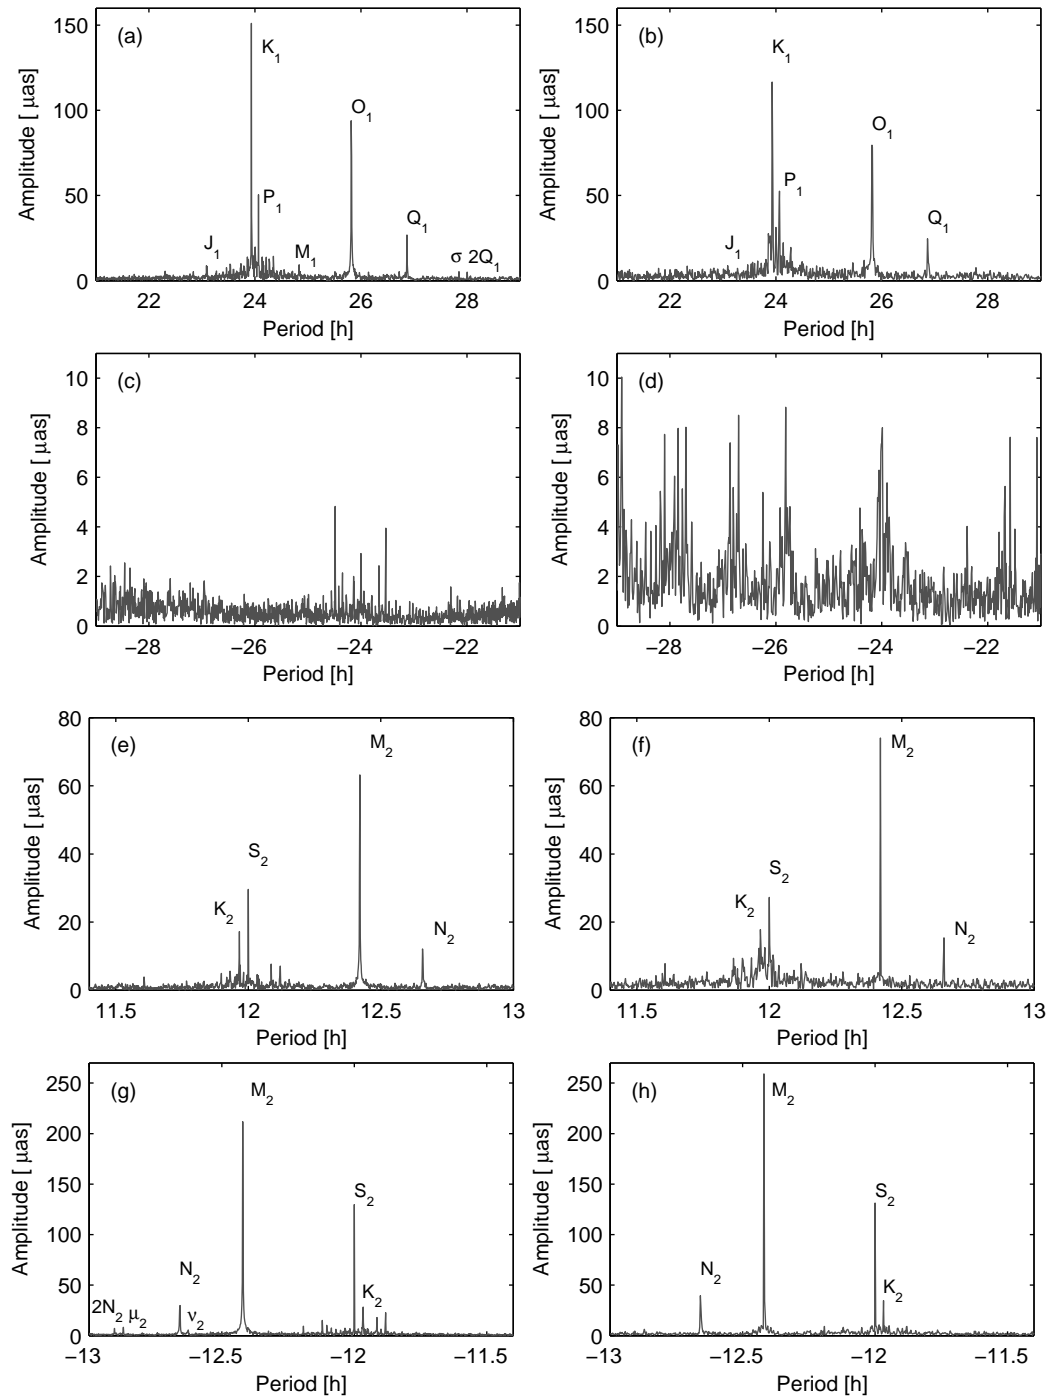 (a)
K₁
O₁
P₁
Q₁
J₁
M₁
σ 2Q₁
150
100
50
0
Amplitude [ μas]
22 24 26 28
Period [h]
(b)
K₁
O₁
P₁
Q₁
J₁
150
100
50
0
Amplitude [ μas]
22 24 26 28
Period [h]
(c)
10
8
6
4
2
0
Amplitude [ μas]
−28 −26 −24 −22
Period [h]
(d)
10
8
6
4
2
0
Amplitude [ μas]
−28 −26 −24 −22
Period [h]
(e)
M₂
S₂
K₂
N₂
80
60
40
20
0
Amplitude [ μas]
11.5 12 12.5 13
Period [h]
(f)
M₂
S₂
K₂
N₂
80
60
40
20
0
Amplitude [ μas]
11.5 12 12.5 13
Period [h]
(g)
M₂
S₂
N₂
K₂
2N₂ μ₂
ν₂
250
200
150
100
50
0
Amplitude [ μas]
−13 −12.5 −12 −11.5
Period [h]
(h)
M₂
S₂
N₂
K₂
250
200
150
100
50
0
Amplitude [ μas]
−13 −12.5 −12 −11.5
Period [h]